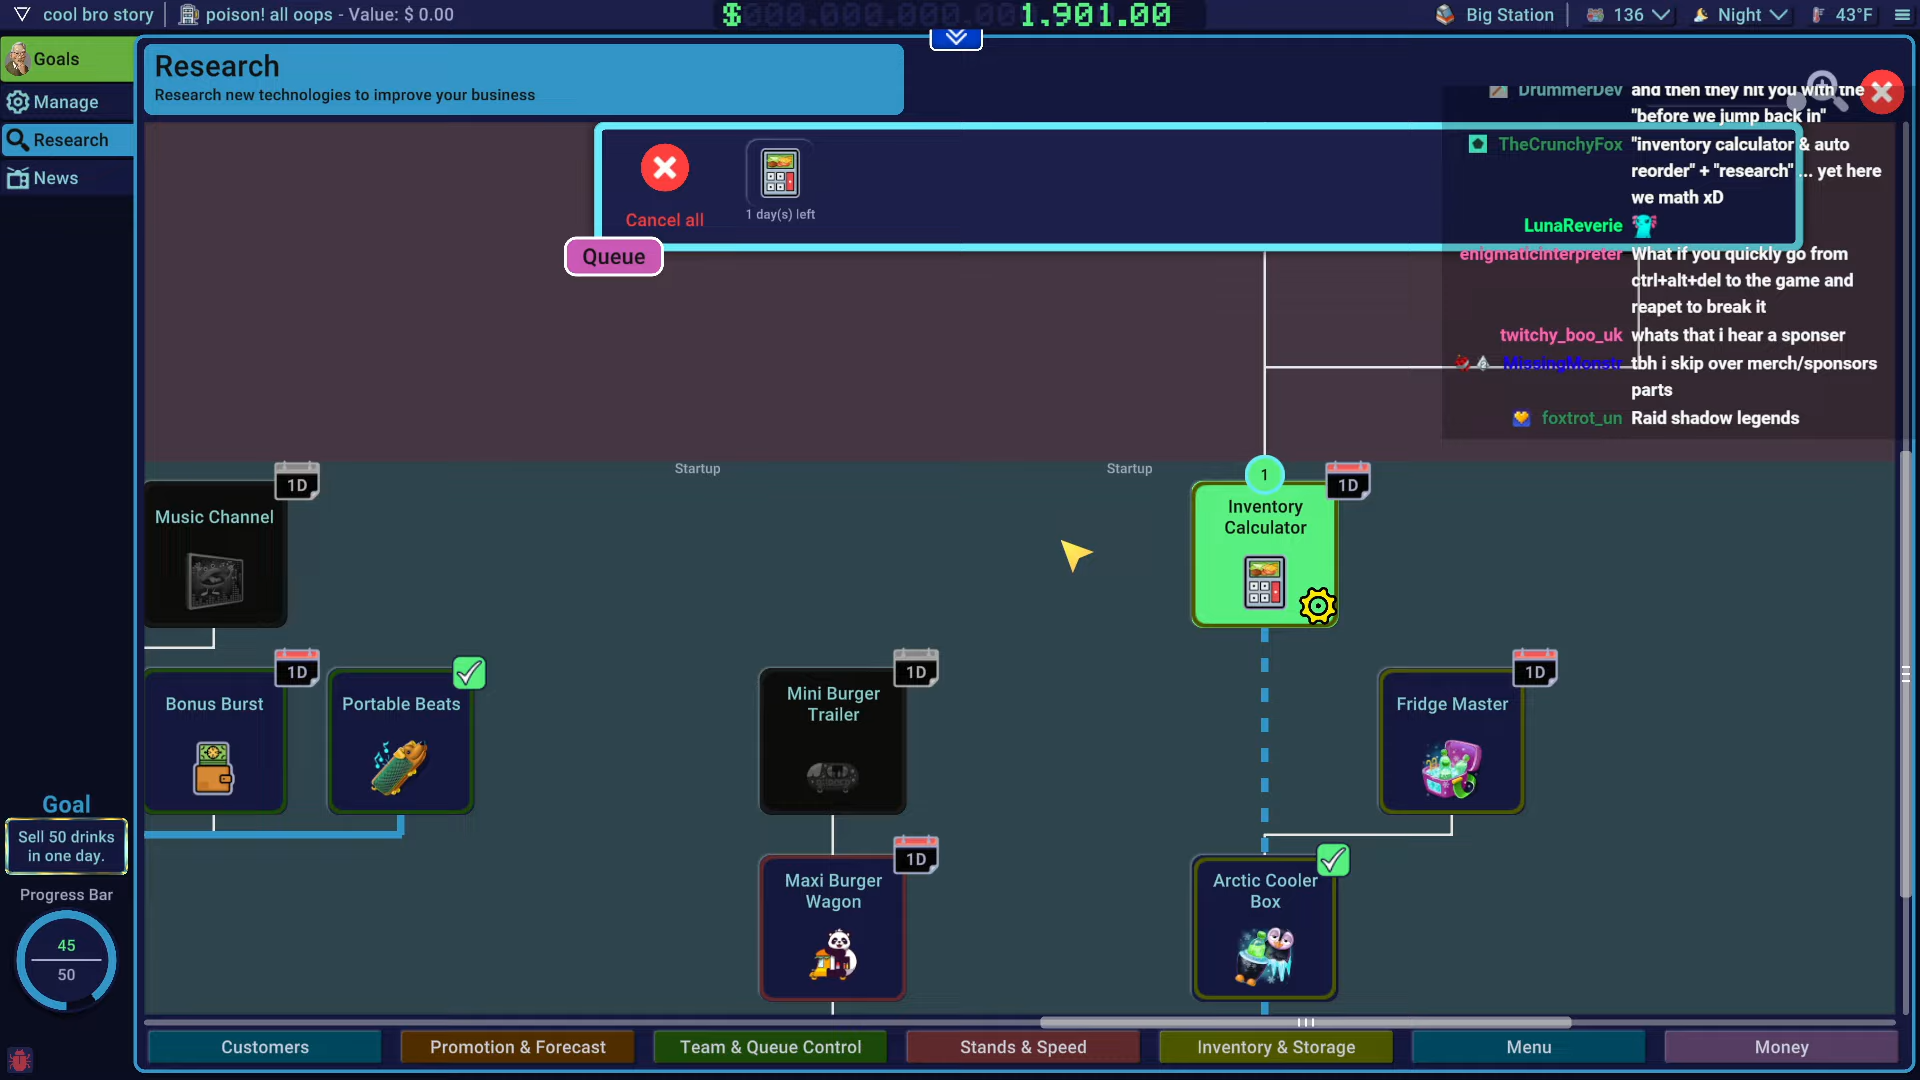 cool bro story
poison! all oops - Value: $ 0.00
$000.000.000.001.901.00
Big Station
136
Night
43°F
Goals
Manage
Research
News
Research
Research new technologies to improve your business
Cancel all
1 day(s) left
Queue
DrummerDev and then they hit you with the
"before we jump back in"
TheCrunchyFox "inventory calculator & auto
reorder" + "research" ... yet here
we math xD
LunaReverie
enigmaticinterpreter What if you quickly go from
ctrl+alt+del to the game and
reapet to break it
twitchy_boo_uk whats that i hear a sponser
MissingMonstr tbh i skip over merch/sponsors
parts
foxtrot_un Raid shadow legends
Startup
Startup
1D
Music Channel
1
1D
Inventory
Calculator
1D
Bonus Burst
Portable Beats
1D
Mini Burger
Trailer
1D
Fridge Master
1D
Maxi Burger
Wagon
Arctic Cooler
Box
Goal
Sell 50 drinks
in one day.
Progress Bar
45
50
Customers
Promotion & Forecast
Team & Queue Control
Stands & Speed
Inventory & Storage
Menu
Money